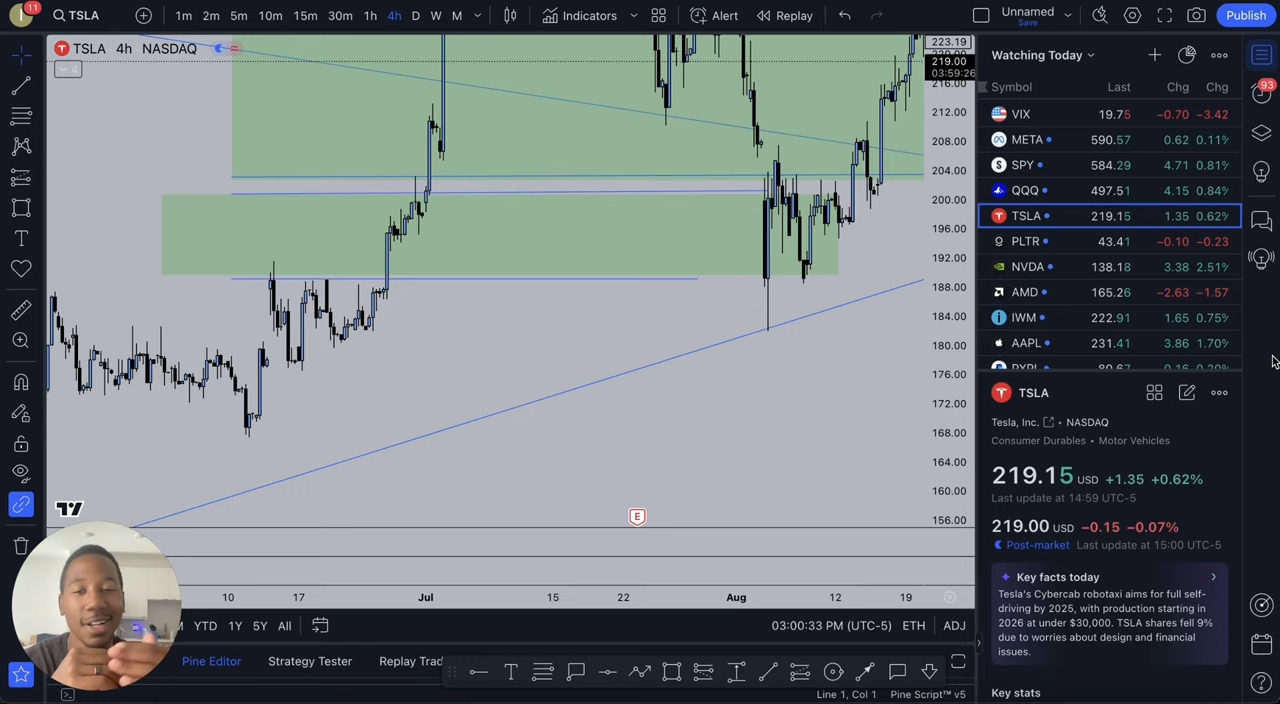 I
11
TSLA
1m 2m 5m 10m 15m 30m 1h 4h D W M
Indicators
Alert
Replay
Unnamed
Save
Publish
TSLA 4h NASDAQ
4
223.19
219.00
03:59:26
216.00
212.00
208.00
204.00
200.00
196.00
192.00
188.00
184.00
180.00
176.00
172.00
168.00
164.00
160.00
156.00
E
10 17 Jul 15 22 Aug 12 19
YTD 1Y 5Y All
03:00:33 PM (UTC-5) ETH ADJ
Pine Editor Strategy Tester Replay Trad
Line 1, Col 1 Pine Script™ v5
Watching Today
Symbol Last Chg Chg
VIX 19.75 −0.70 −3.42
META 590.57 0.62 0.11%
SPY 584.29 4.71 0.81%
QQQ 497.51 4.15 0.84%
TSLA 219.15 1.35 0.62%
PLTR 43.41 −0.10 −0.23
NVDA 138.18 3.38 2.51%
AMD 165.26 −2.63 −1.57
IWM 222.91 1.65 0.75%
AAPL 231.41 3.86 1.70%
93
TSLA
Tesla, Inc. • NASDAQ
Consumer Durables • Motor Vehicles
219.15 USD +1.35 +0.62%
Last update at 14:59 UTC-5
219.00 USD −0.15 −0.07%
Post-market Last update at 15:00 UTC-5
Key facts today
Tesla's Cybercab robotaxi aims for full self-
driving by 2025, with production starting in
2026 at under $30,000. TSLA shares fell 9%
due to worries about design and financial
issues.
Key stats